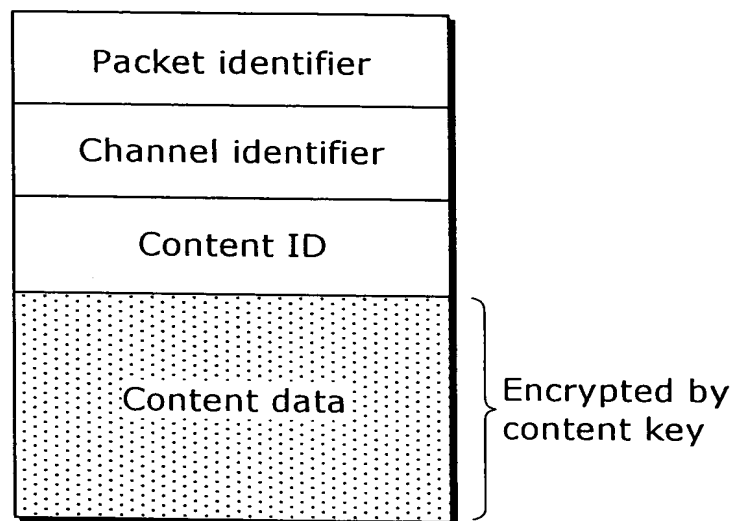 Packet identifier
Channel identifier
Content ID
Content data
Encrypted by
content key